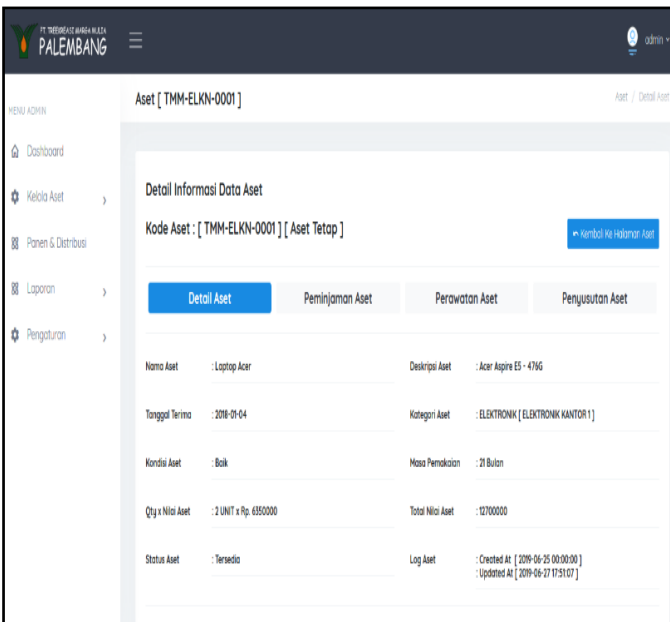 PT. TREEKREASI MARGA MULIA
PALEMBANG
admin
MENU ADMIN
Dashboard
Kelola Aset
Panen & Distribusi
Laporan
Pengaturan
Aset [ TMM-ELKN-0001 ]
Aset / Detail Aset
Detail Informasi Data Aset
Kode Aset : [ TMM-ELKN-0001 ] [ Aset Tetap ]
Kembali Ke Halaman Aset
Detail Aset
Peminjaman Aset
Perawatan Aset
Penyusutan Aset
Nama Aset : Laptop Acer
Deskripsi Aset : Acer Aspire E5 - 476G
Tanggal Terima : 2018-01-04
Kategori Aset : ELEKTRONIK [ ELEKTRONIK KANTOR 1 ]
Kondisi Aset : Baik
Masa Pemakaian : 21 Bulan
Qty x Nilai Aset : 2 UNIT x Rp. 6350000
Total Nilai Aset : 12700000
Status Aset : Tersedia
Log Aset : Created At [ 2019-06-25 00:00:00 ]
: Updated At [ 2019-06-27 17:51:07 ]